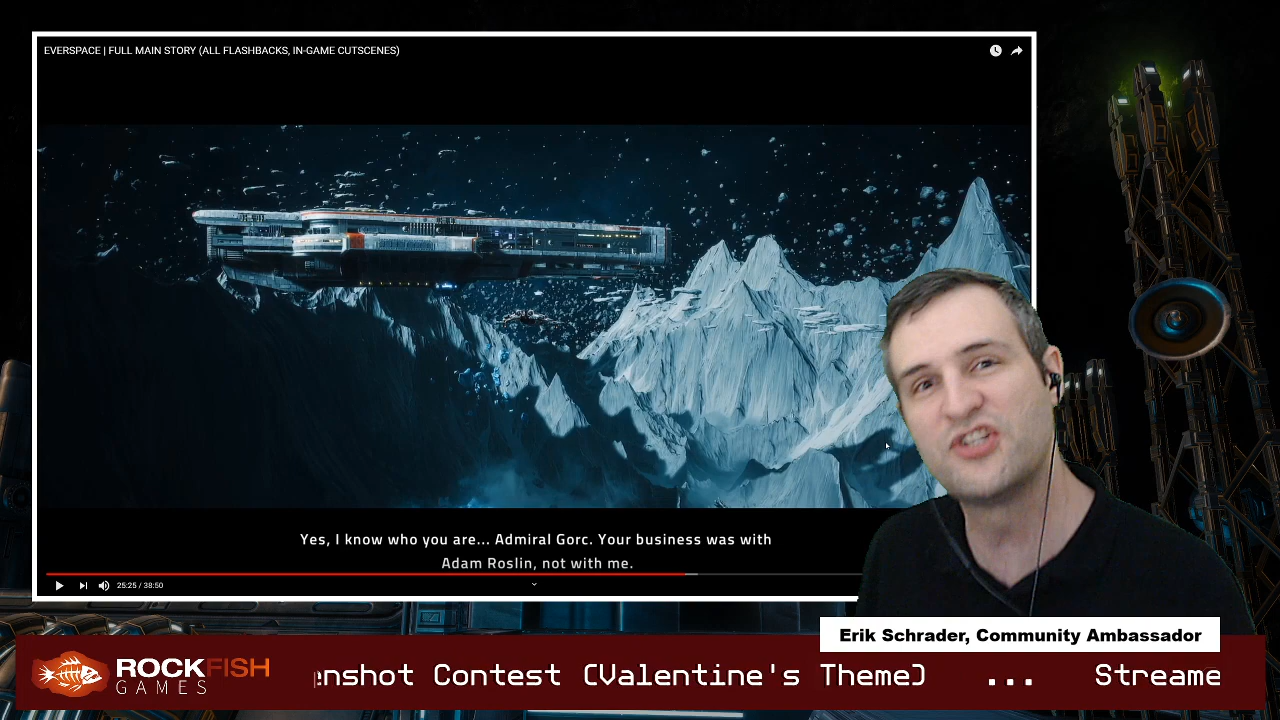 EVERSPACE | FULL MAIN STORY (ALL FLASHBACKS, IN-GAME CUTSCENES)
Yes, I know who you are... Admiral Gorc. Your business was with
Adam Roslin, not with me.
25:25 / 38:50
Erik Schrader, Community Ambassador
ROCKFISH
GAMES
nshot Contest (Valentine's Theme) ... Streame